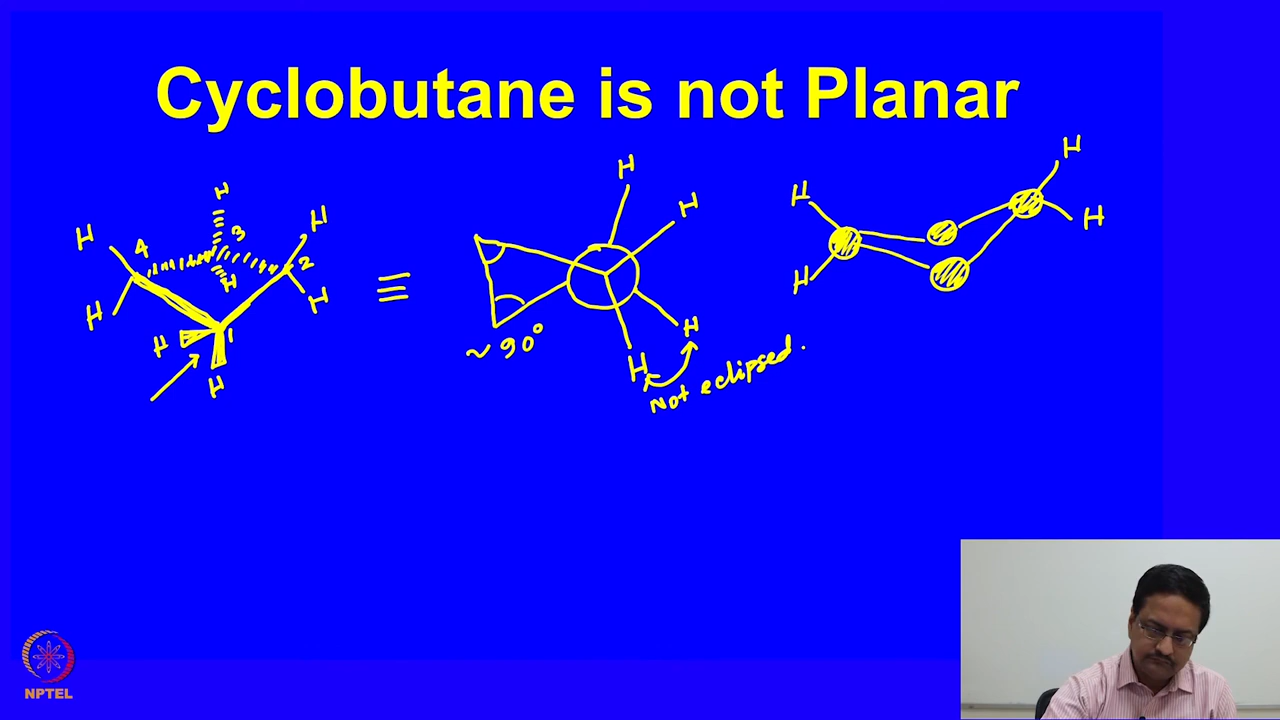 Cyclobutane is not Planar
H
H
4
3
H
2
H
H
H
H
1
H
≡
H
H
H
H
~ 90°
Not eclipsed.
H
H
H
H
NPTEL